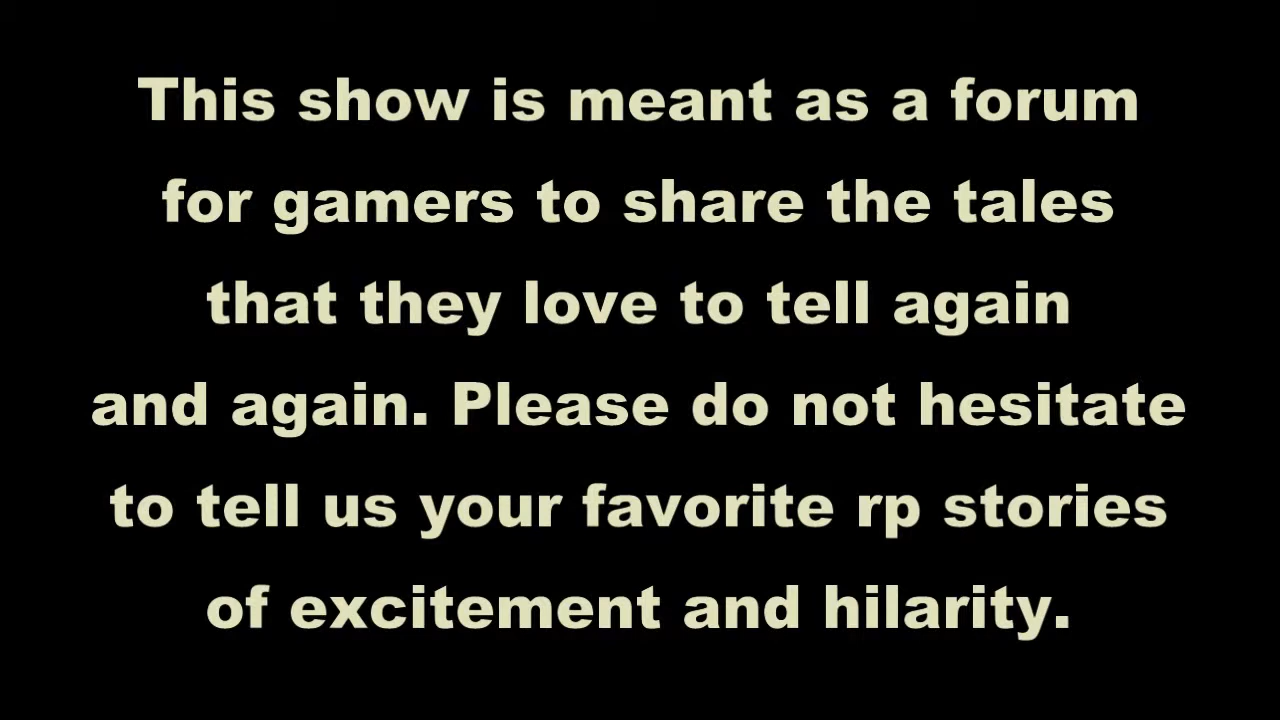 This show is meant as a forum
for gamers to share the tales
that they love to tell again
and again. Please do not hesitate
to tell us your favorite rp stories
of excitement and hilarity.